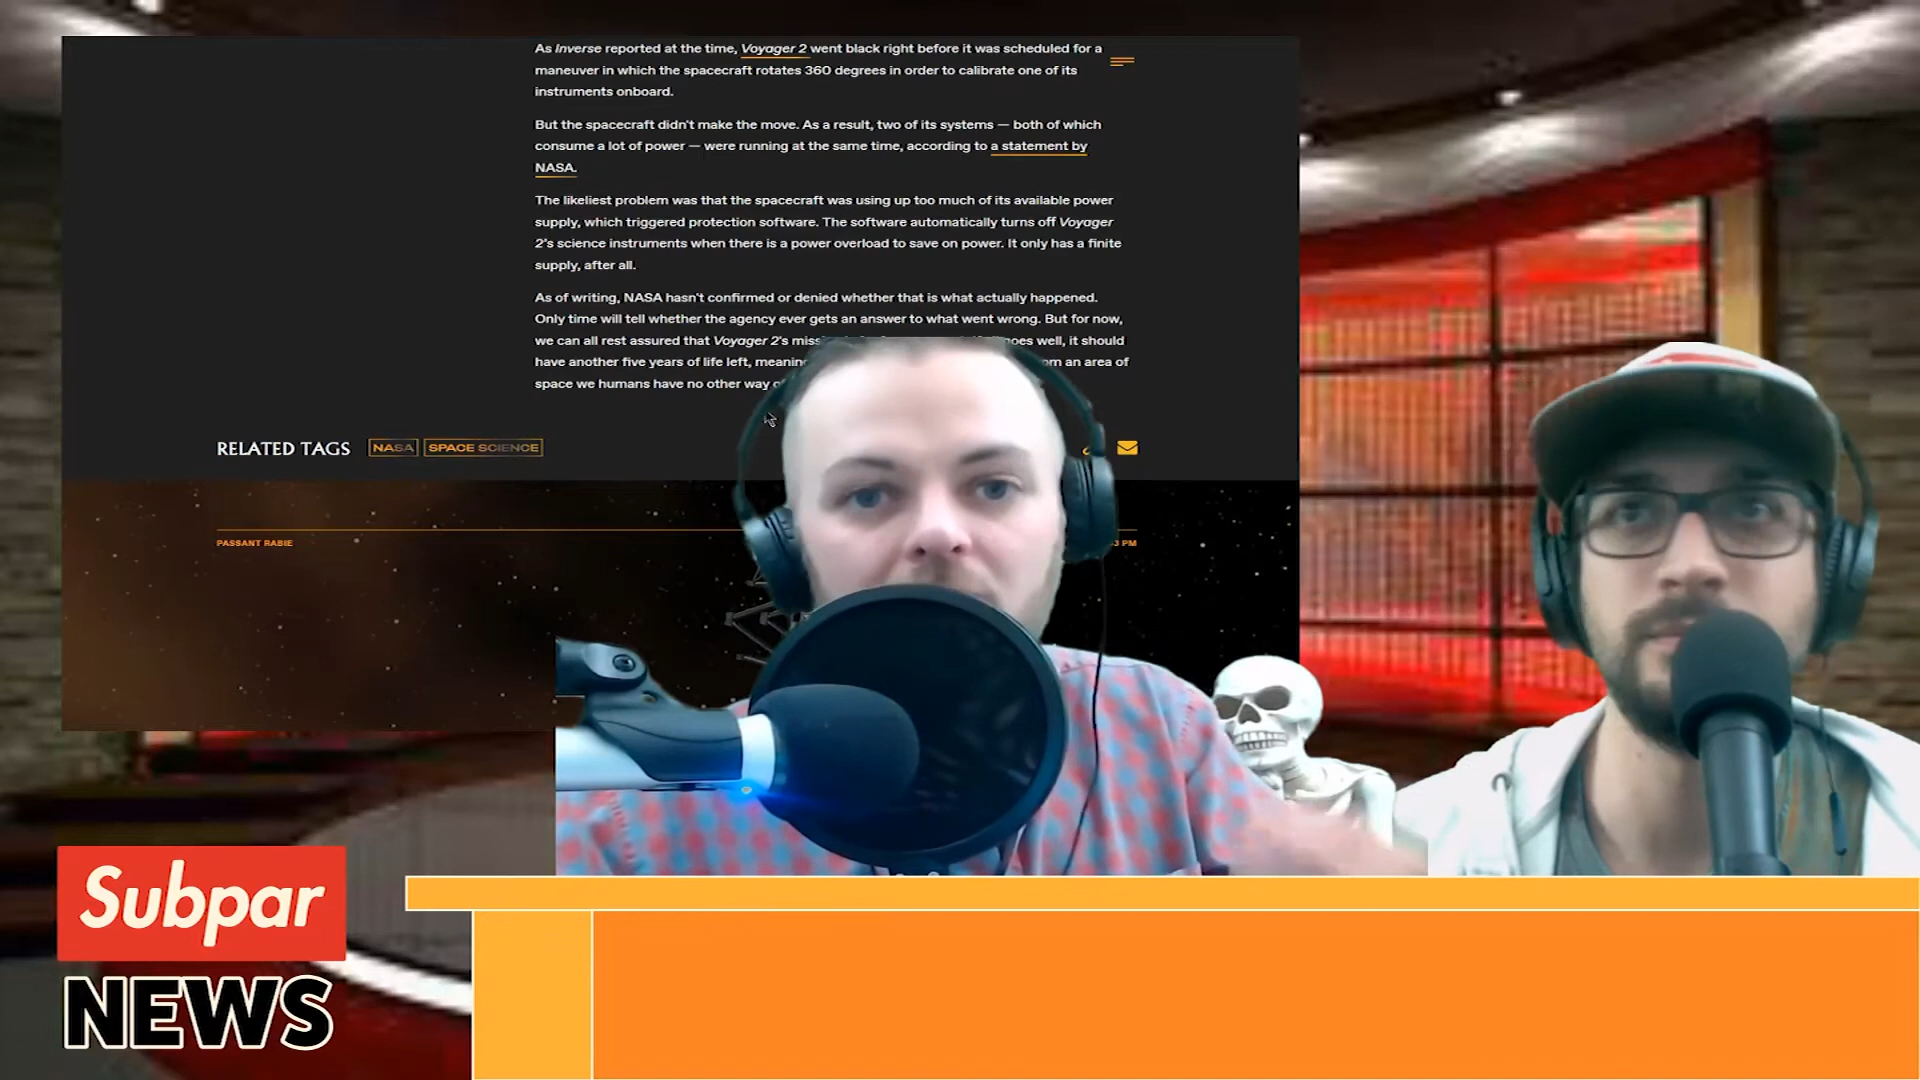 As Inverse reported at the time, Voyager 2 went black right before it was scheduled for a
maneuver in which the spacecraft rotates 360 degrees in order to calibrate one of its
instruments onboard.
But the spacecraft didn't make the move. As a result, two of its systems — both of which
consume a lot of power — were running at the same time, according to a statement by
NASA.
The likeliest problem was that the spacecraft was using up too much of its available power
supply, which triggered protection software. The software automatically turns off Voyager
2's science instruments when there is a power overload to save on power. It only has a finite
supply, after all.
As of writing, NASA hasn't confirmed or denied whether that is what actually happened.
Only time will tell whether the agency ever gets an answer to what went wrong. But for now,
we can all rest assured that Voyager 2's well, it should
have another five years of life left, an area of
space we humans have no other way
RELATED TAGS NASA SPACE SCIENCE
PASSANT RABIE PM
Subpar
NEWS